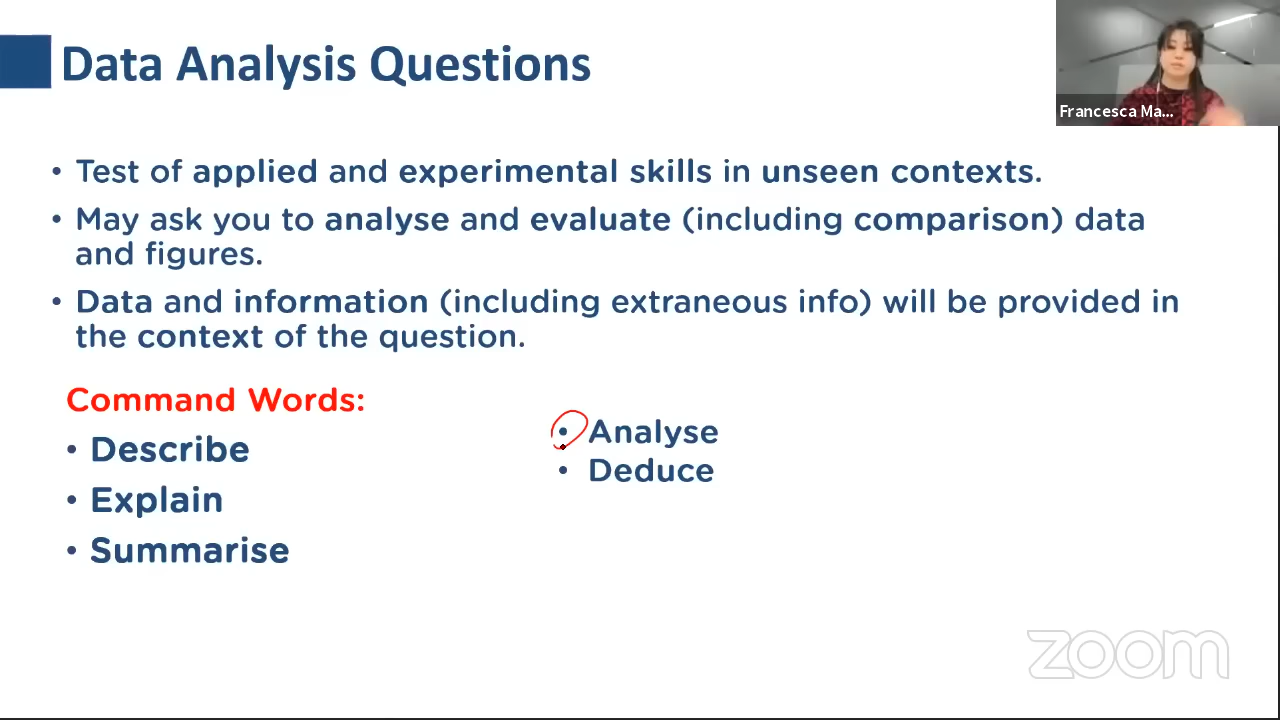 Data Analysis Questions
Francesca Ma...
• Test of applied and experimental skills in unseen contexts.
• May ask you to analyse and evaluate (including comparison) data
and figures.
• Data and information (including extraneous info) will be provided in
the context of the question.
Command Words:
• Describe
• Explain
• Summarise
• Analyse
• Deduce
zoom